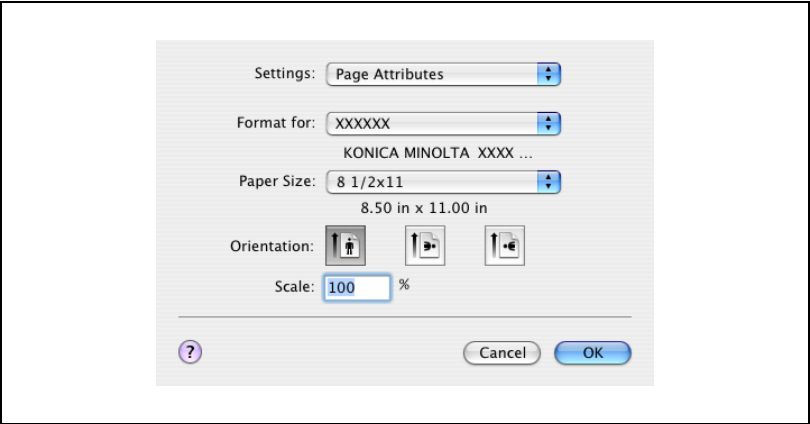 Settings: Page Attributes
Format for: XXXXXX
KONICA MINOLTA XXXX ...
Paper Size: 8 1/2x11
8.50 in x 11.00 in
Orientation:
Scale: 100 %
? Cancel OK